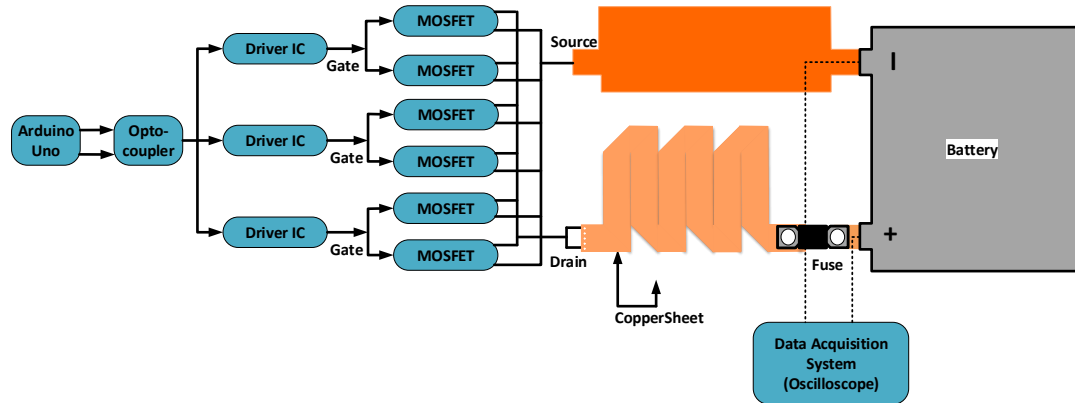 MOSFET
Driver IC
Gate
MOSFET
Source
MOSFET
Arduino
Uno
Opto-
coupler
Driver IC
Gate
MOSFET
MOSFET
Driver IC
Gate
MOSFET
Drain
CopperSheet
Fuse
Battery
+
Data Acquisition
System
(Oscilloscope)